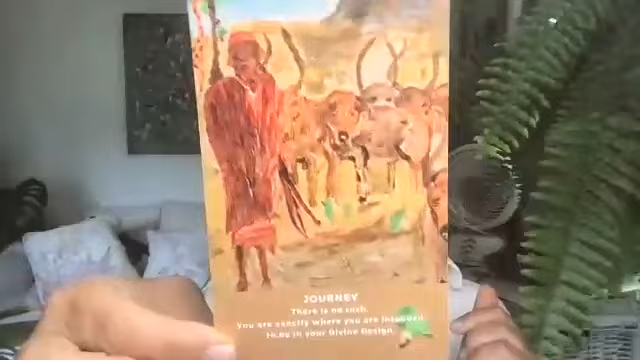 JOURNEY
There is no rush.
You are exactly where you are intended
to be in your Divine Design.